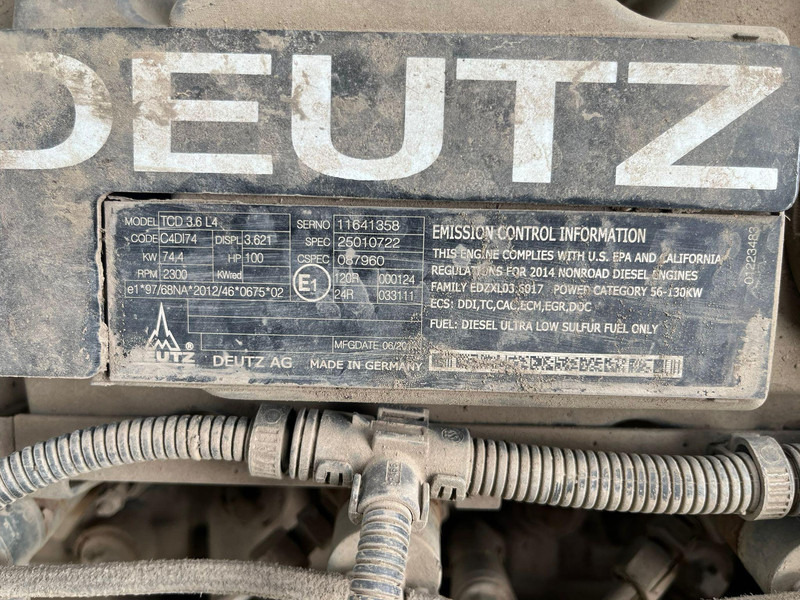 DEUTZ
MODEL TCD 3.6 L4
CODE C4DI74 DISPL 3.621
KW 74.4 HP 100
RPM 2300 KWred
e1*97/68NA*2012/46*0675*02
SERNO 11641358
SPEC 25010722
CSPEC 087960
E1 120R 000124
24R 033111
MFGDATE
DEUTZ ®
DEUTZ AG MADE IN GERMANY
EMISSION CONTROL INFORMATION
THIS ENGINE COMPLIES WITH U.S. EPA AND CALIFORNIA
REGULATIONS FOR 2014 NONROAD DIESEL ENGINES
FAMILY POWER CATEGORY 56-130KW
ECS: DDI,TC,CAC,ECM,EGR,DOC
FUEL: DIESEL ULTRA LOW SULFUR FUEL ONLY